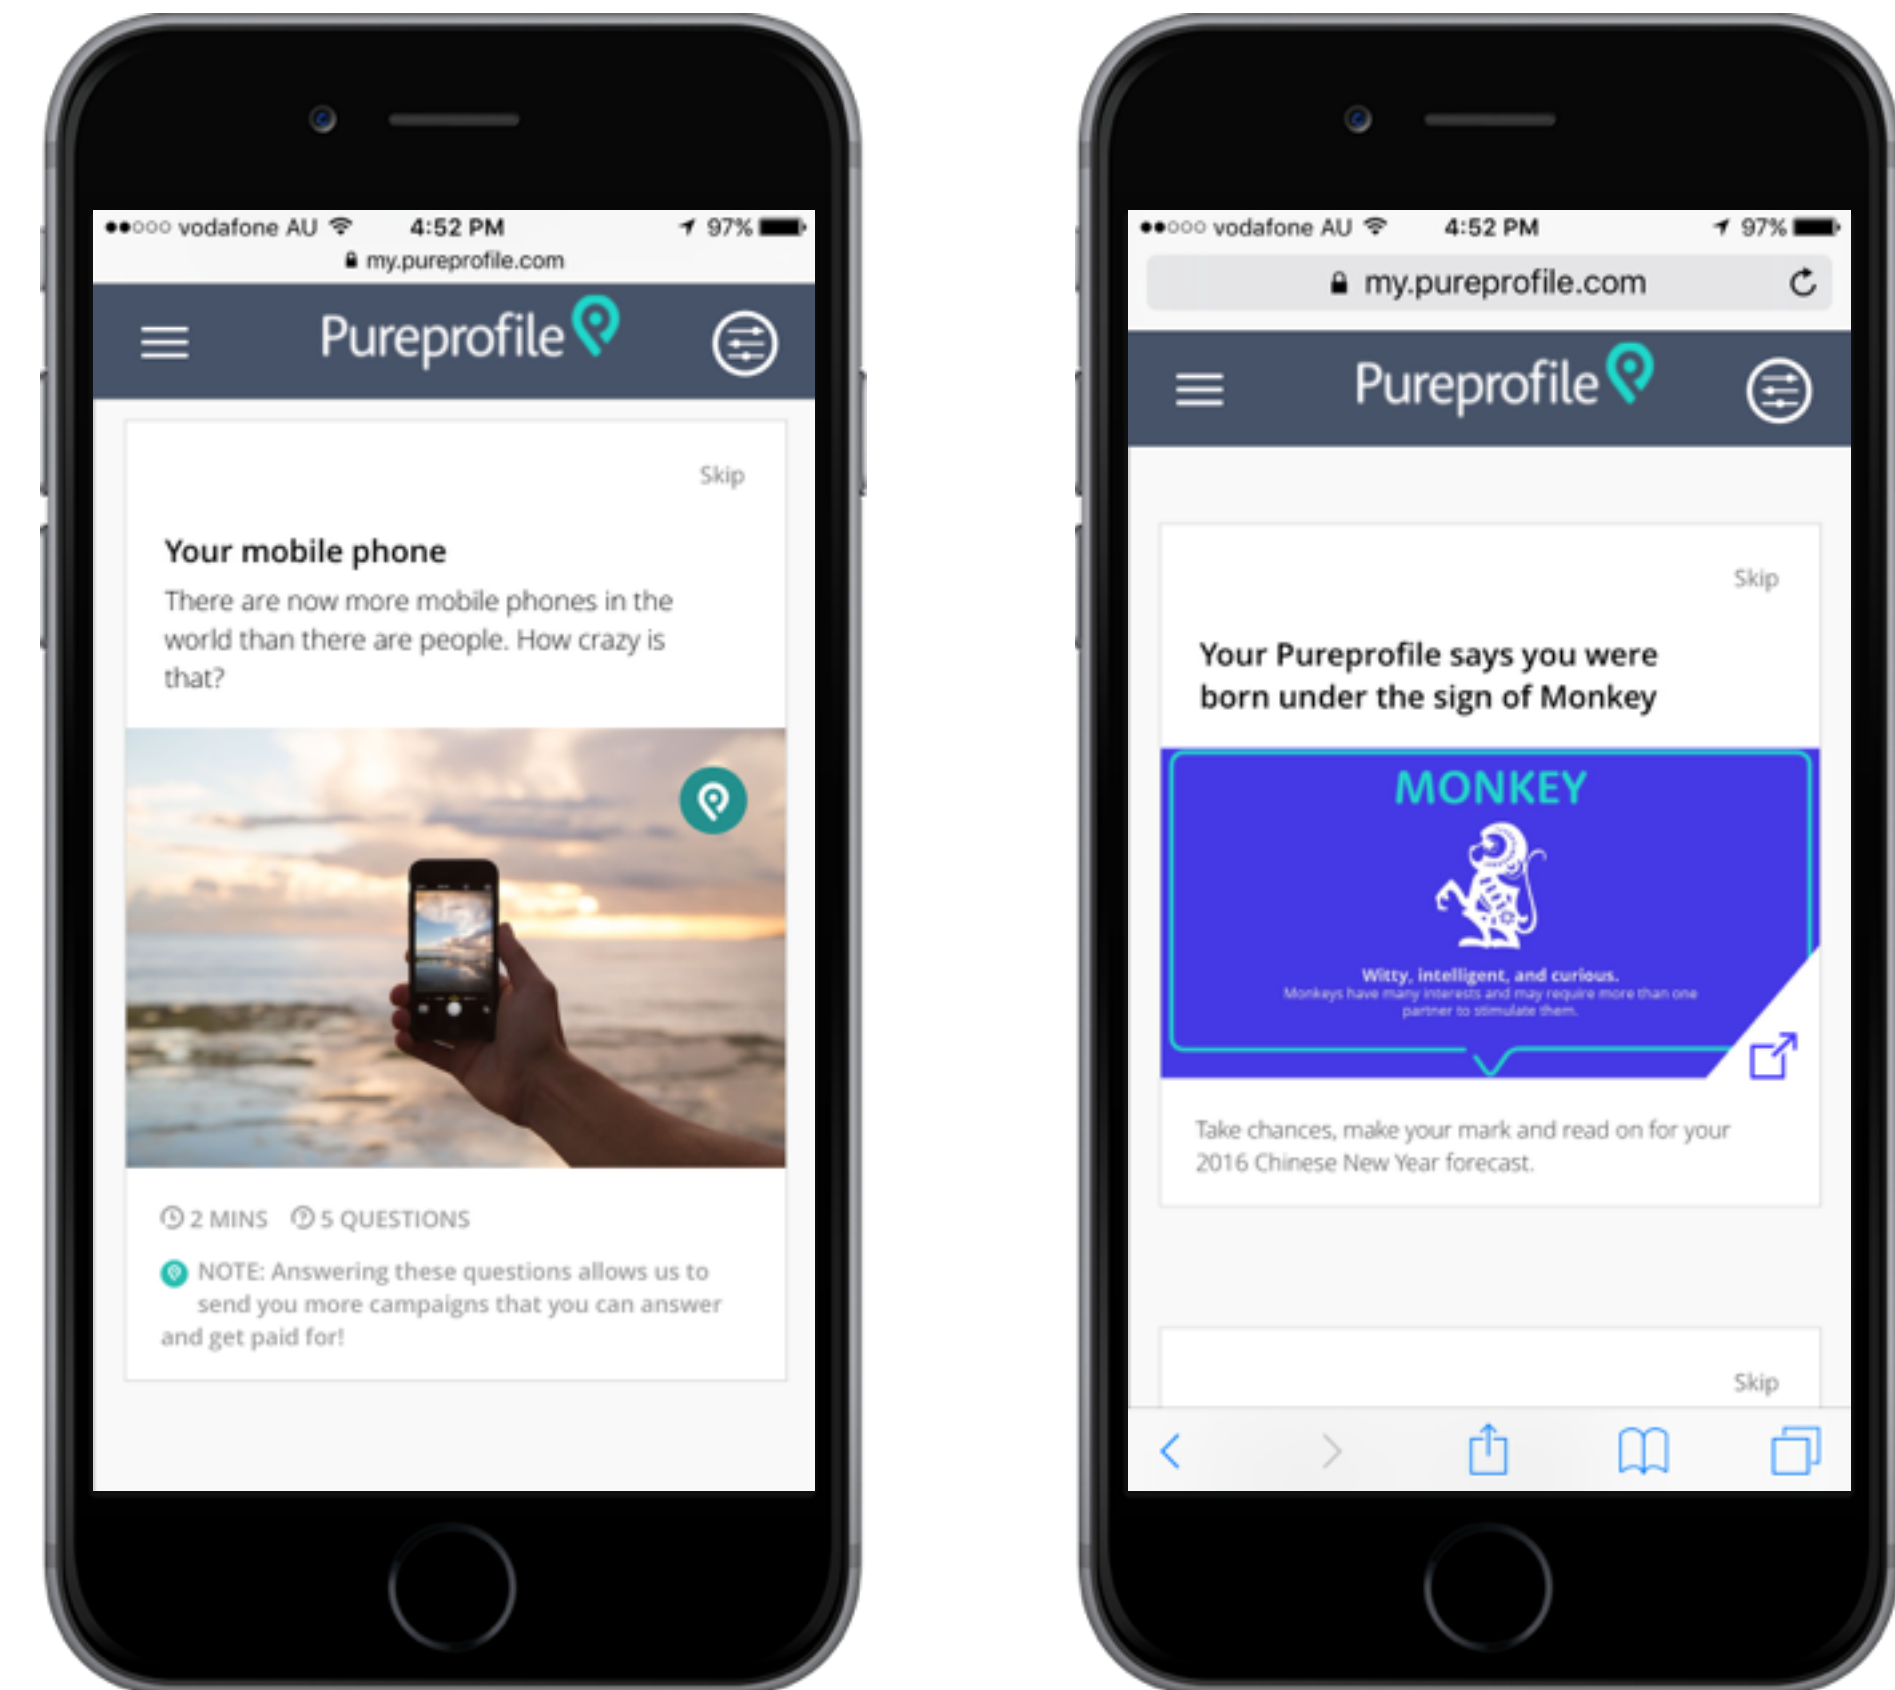 vodafone AU 4:52 PM 97%
my.pureprofile.com
Pureprofile
Skip
Your mobile phone
There are now more mobile phones in the
world than there are people. How crazy is
that?
2 MINS 5 QUESTIONS
NOTE: Answering these questions allows us to
send you more campaigns that you can answer
and get paid for!
vodafone AU 4:52 PM 97%
my.pureprofile.com
Pureprofile
Skip
Your Pureprofile says you were
born under the sign of Monkey
MONKEY
Witty, intelligent, and curious.
Monkeys have many interests and may require more than one
partner to stimulate them.
Take chances, make your mark and read on for your
2016 Chinese New Year forecast.
Skip